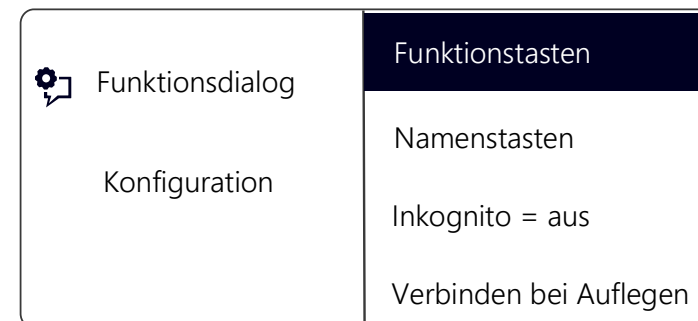 Funktionsdialog
Konfiguration
Funktionstasten
Namenstasten
Inkognito = aus
Verbinden bei Auflegen